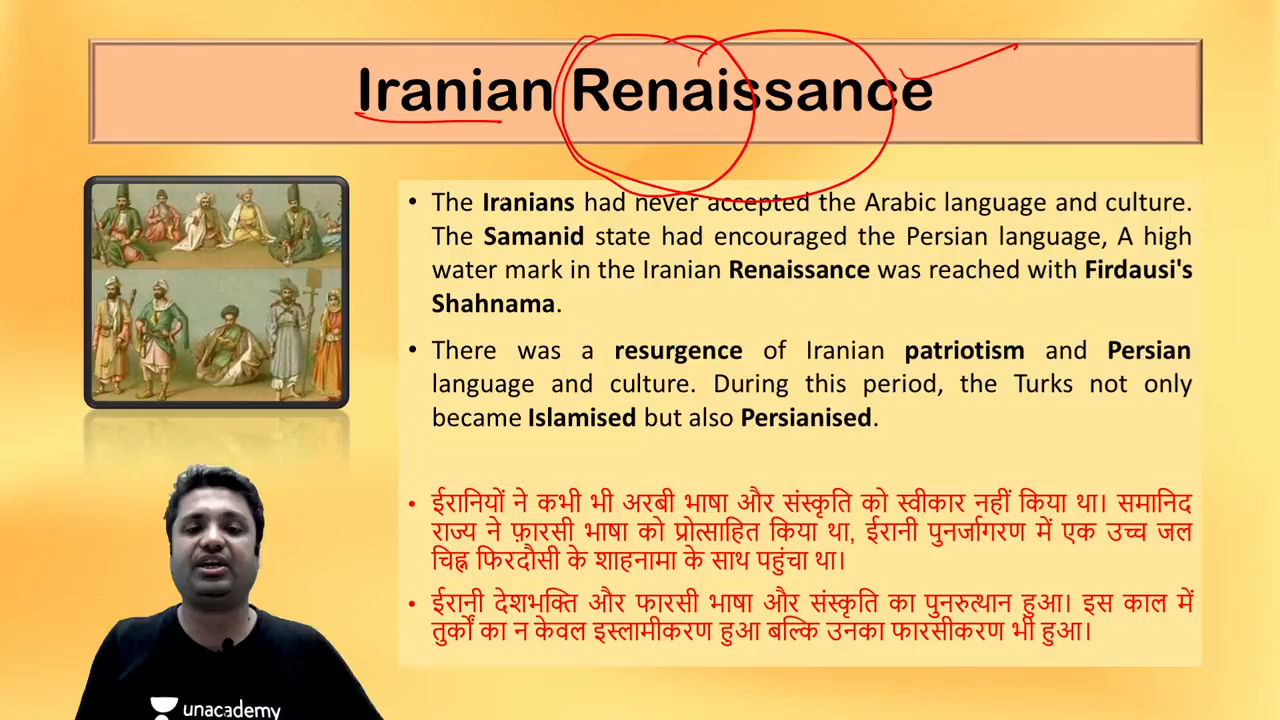 Iranian Renaissance
• The Iranians had never accepted the Arabic language and culture.
The Samanid state had encouraged the Persian language, A high
water mark in the Iranian Renaissance was reached with Firdausi's
Shahnama.
• There was a resurgence of Iranian patriotism and Persian
language and culture. During this period, the Turks not only
became Islamised but also Persianised.
• ईरानियों ने कभी भी अरबी भाषा और संस्कृति को स्वीकार नहीं किया था। समानिद
राज्य ने फ़ारसी भाषा को प्रोत्साहित किया था, ईरानी पुनर्जागरण में एक उच्च जल
चिह्न फिरदौसी के शाहनामा के साथ पहुंचा था।
• ईरानी देशभक्ति और फारसी भाषा और संस्कृति का पुनरुत्थान हुआ। इस काल में
तुर्कों का न केवल इस्लामीकरण हुआ बल्कि उनका फारसीकरण भी हुआ।
unacademy